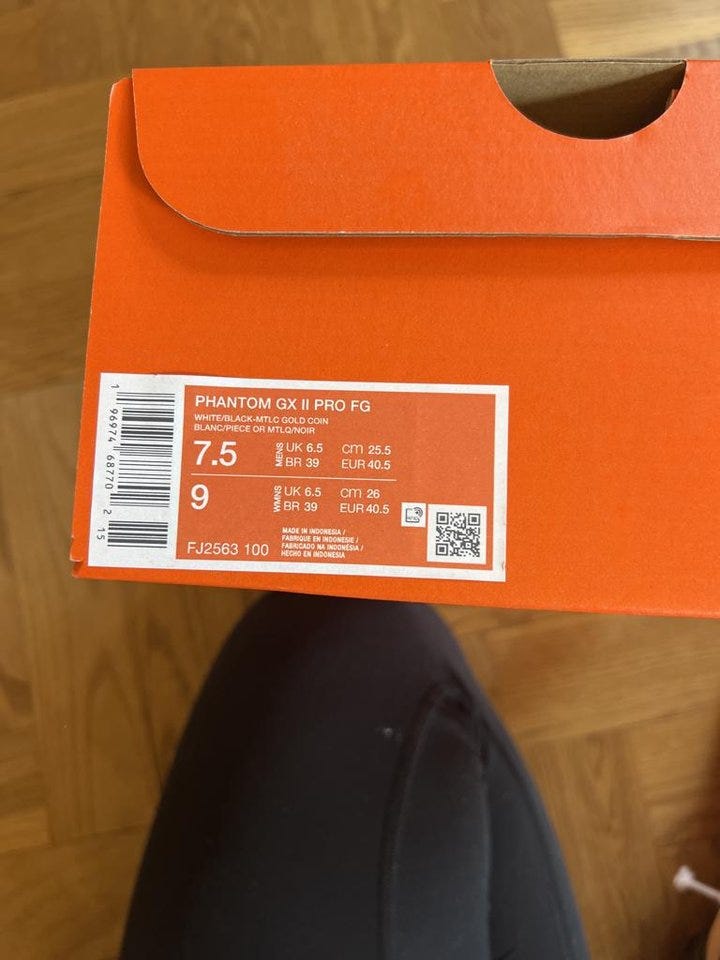 PHANTOM GX II PRO FG
WHITE/BLACK-MTLC GOLD COIN
BLANC/PIECE OR MTLQ/NOIR
7.5 MENS UK 6.5 cm 25.5
BR 39 EUR 40.5
9 WMNS UK 6.5 cm 26
BR 39 EUR 40.5
MADE IN INDONESIA /
FABRIQUE EN INDONESIE /
FABRICADO NA INDONÉSIA /
HECHO EN INDONESIA
FJ2563 100
1 96974 68770 2 15